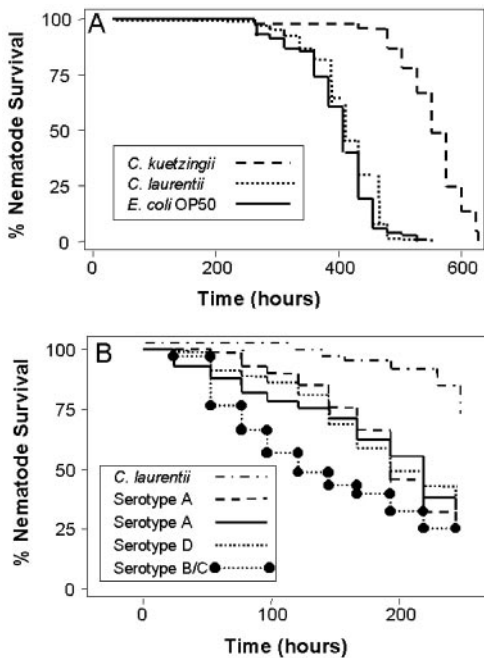 A
% Nematode Survival
100
75
50
25
0
C. kuetzingii
C. laurentii
E. coli OP50
0
200
400
600
Time (hours)
B
% Nematode Survival
100
75
50
25
0
C. laurentii
Serotype A
Serotype A
Serotype D
Serotype B/C
0
100
200
Time (hours)